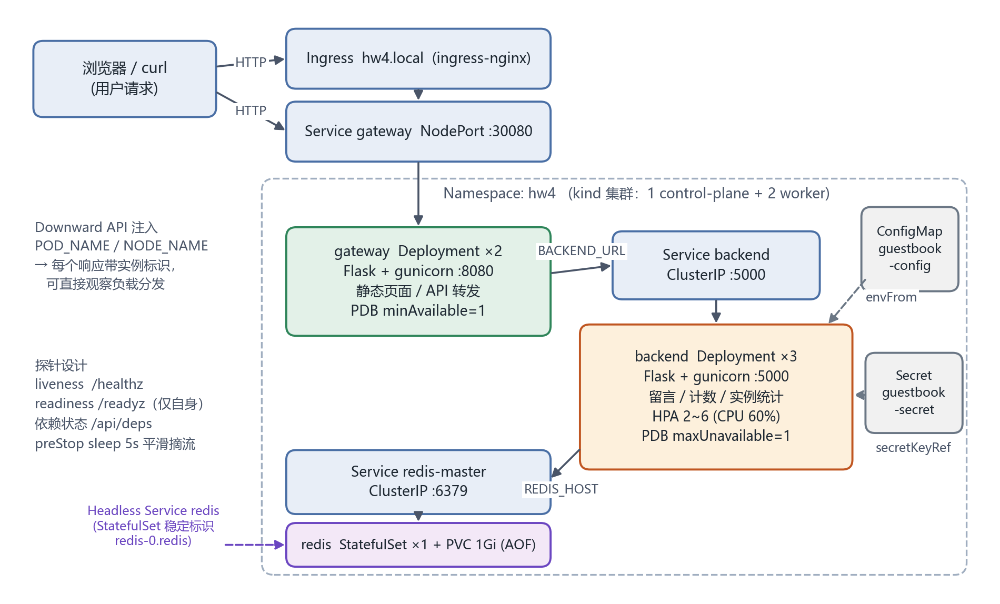 浏览器 / curl
(用户请求)
HTTP
HTTP
Ingress  hw4.local  (ingress-nginx)
Service gateway  NodePort :30080
Namespace: hw4   (kind 集群：1 control-plane + 2 worker)
Downward API 注入
POD_NAME / NODE_NAME
→ 每个响应带实例标识，
可直接观察负载分发
gateway  Deployment ×2
Flask + gunicorn :8080
静态页面 / API 转发
PDB minAvailable=1
BACKEND_URL
Service backend
ClusterIP :5000
ConfigMap
guestbook
-config
envFrom
探针设计
liveness  /healthz
readiness /readyz（仅自身）
依赖状态 /api/deps
preStop sleep 5s 平滑摘流
backend  Deployment ×3
Flask + gunicorn :5000
留言 / 计数 / 实例统计
HPA 2~6 (CPU 60%)
PDB maxUnavailable=1
Secret
guestbook
-secret
secretKeyRef
Service redis-master
ClusterIP :6379
REDIS_HOST
Headless Service redis
(StatefulSet 稳定标识
redis-0.redis)
redis  StatefulSet ×1 + PVC 1Gi (AOF)